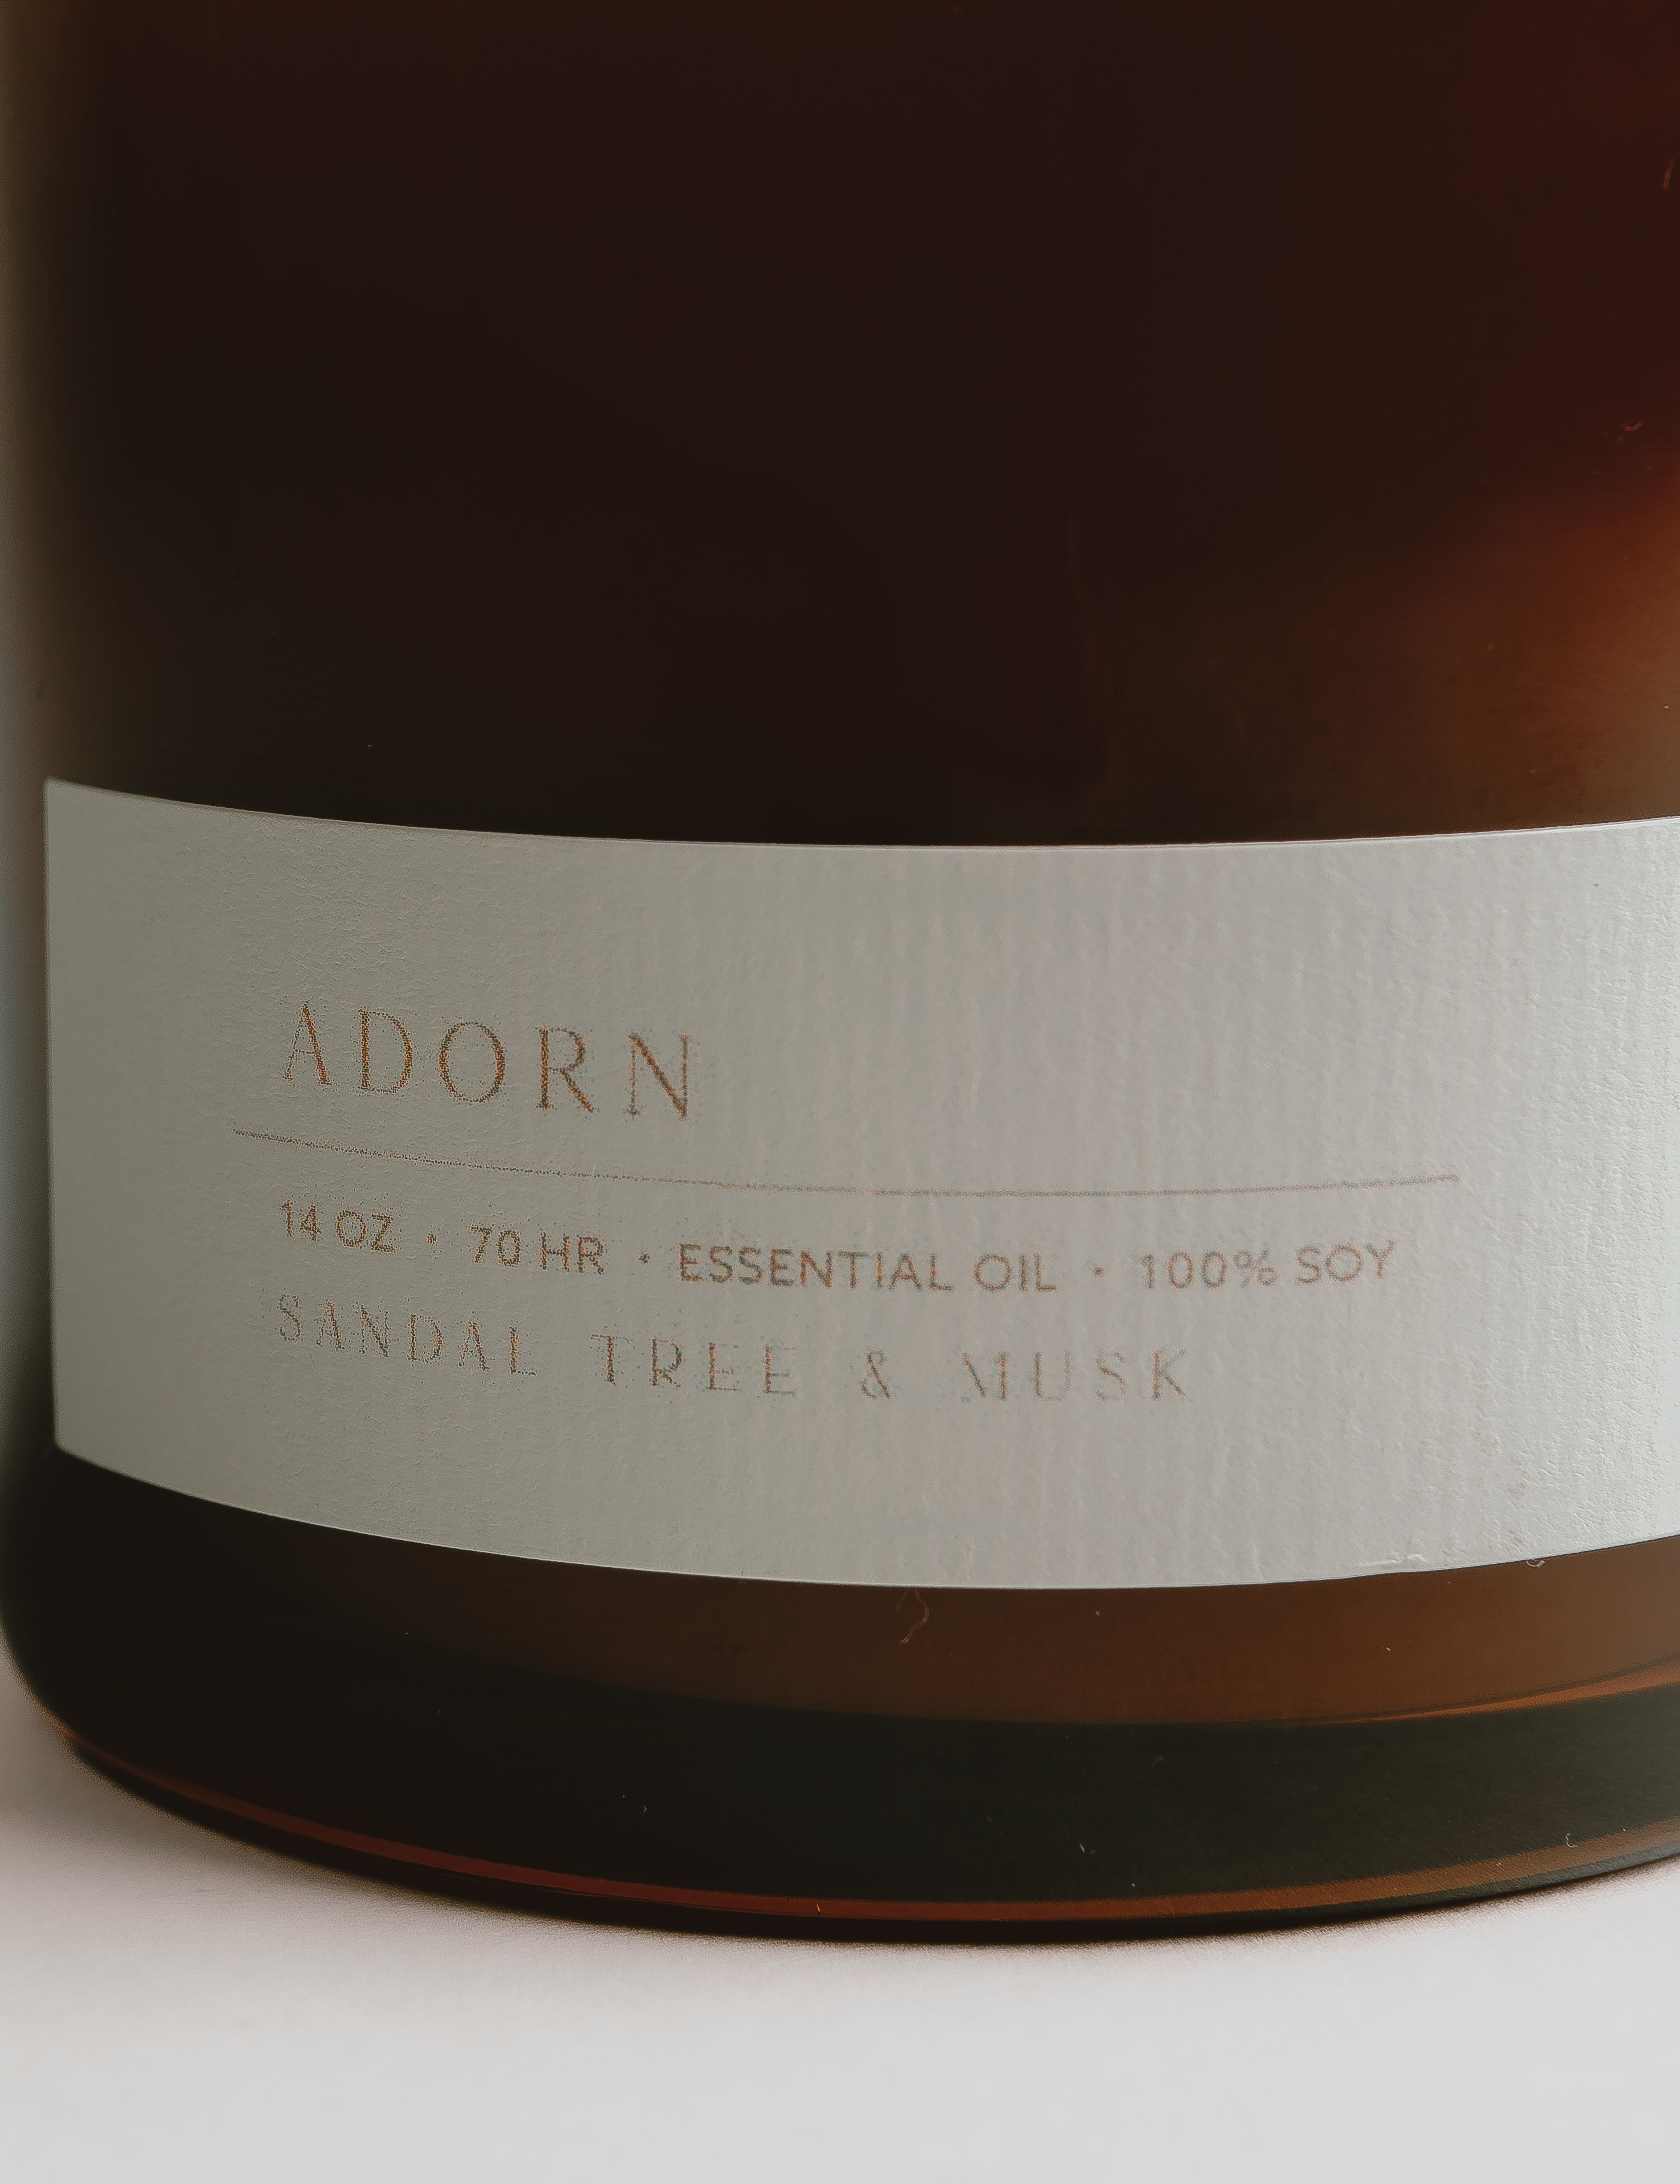 ADORN
14 OZ · 70 HR · ESSENTIAL OIL · 100% SOY
SANDAL TREE & MUSK